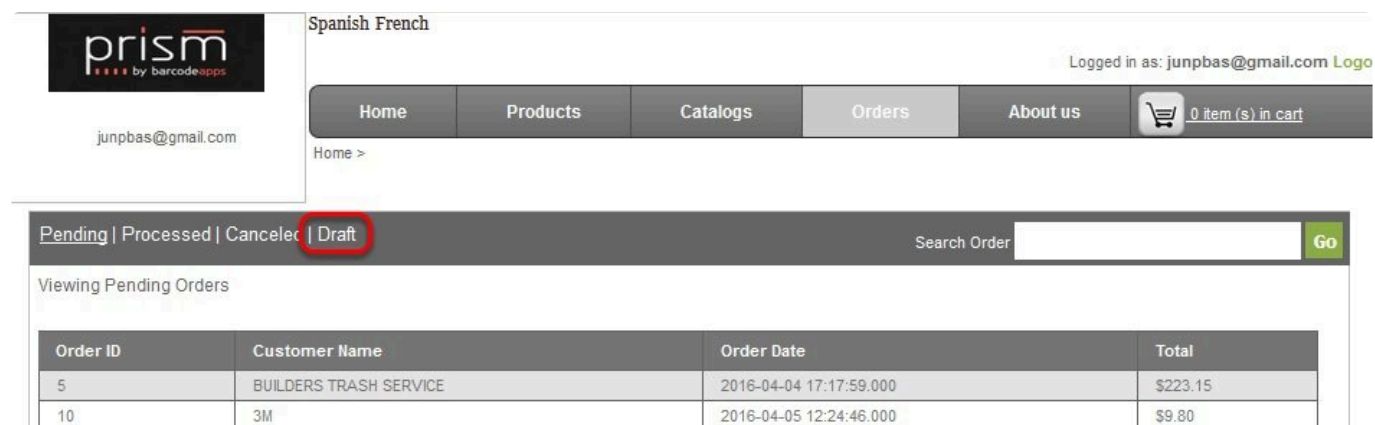 prism
by barcodeapps
junpbas@gmail.com
Spanish French
Logged in as: junpbas@gmail.com Logo
Home Products Catalogs Orders About us 0 item (s) in cart
Home >
Pending | Processed | Canceled | Draft
Search Order Go
Viewing Pending Orders
Order ID Customer Name Order Date Total
5 BUILDERS TRASH SERVICE 2016-04-04 17:17:59.000 $223.15
10 3M 2016-04-05 12:24:46.000 $9.80